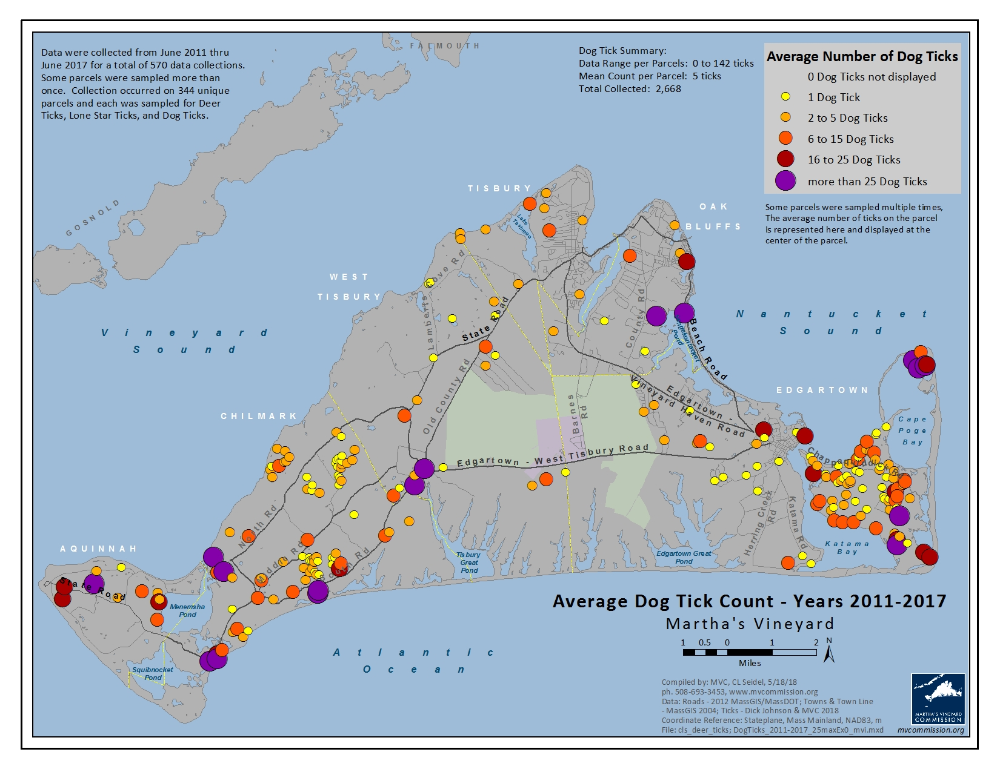 Data were collected from June 2011 thru
June 2017 for a total of 570 data collections.
Some parcels were sampled more than
once.  Collection occurred on 344 unique
parcels and each was sampled for Deer
Ticks, Lone Star Ticks, and Dog Ticks.
FALMOUTH
Dog Tick Summary:
Data Range per Parcels:  0 to 142 ticks
Mean Count per Parcel:  5 ticks
Total Collected:  2,668
Average Number of Dog Ticks
0 Dog Ticks not displayed
1 Dog Tick
2 to 5 Dog Ticks
6 to 15 Dog Ticks
16 to 25 Dog Ticks
more than 25 Dog Ticks
Some parcels were sampled multiple times,
The average number of ticks on the parcel
is represented here and displayed at the
center of the parcel.
GOSNOLD
TISBURY
OAK
BLUFFS
Lake
Tashmoo
WEST
TISBURY
Lamberts Cove Rd
State Road
County Rd
Beach Road
Sengekontacket
Pond
Vineyard
Sound
Nantucket
Sound
Old County Rd
Barnes
Rd
Edgartown -
Vineyard Haven Road
EDGARTOWN
CHILMARK
Cape
Poge
Bay
Edgartown - West Tisbury Road
Chappaquiddick Rd
North Rd
Middle Rd
South Rd
Herring Creek
Rd
Katama Rd
Katama
Bay
AQUINNAH
State Road
Menemsha
Pond
Tisbury
Great
Pond
Edgartown Great
Pond
Squibnocket
Pond
Atlantic
Ocean
Average Dog Tick Count - Years 2011-2017
Martha's Vineyard
1 0.5 0 1 2
Miles
N
Compiled by: MVC, CL Seidel, 5/18/18
ph. 508-693-3453, www.mvcommission.org
Data: Roads - 2012 MassGIS/MassDOT; Towns & Town Line
- MassGIS 2004; Ticks - Dick Johnson & MVC 2018
Coordinate Reference: Stateplane, Mass Mainland, NAD83, m
File: cls_deer_ticks; DogTicks_2011-2017_25maxEx0_mvi.mxd
MARTHA'S VINEYARD
COMMISSION
mvcommission.org